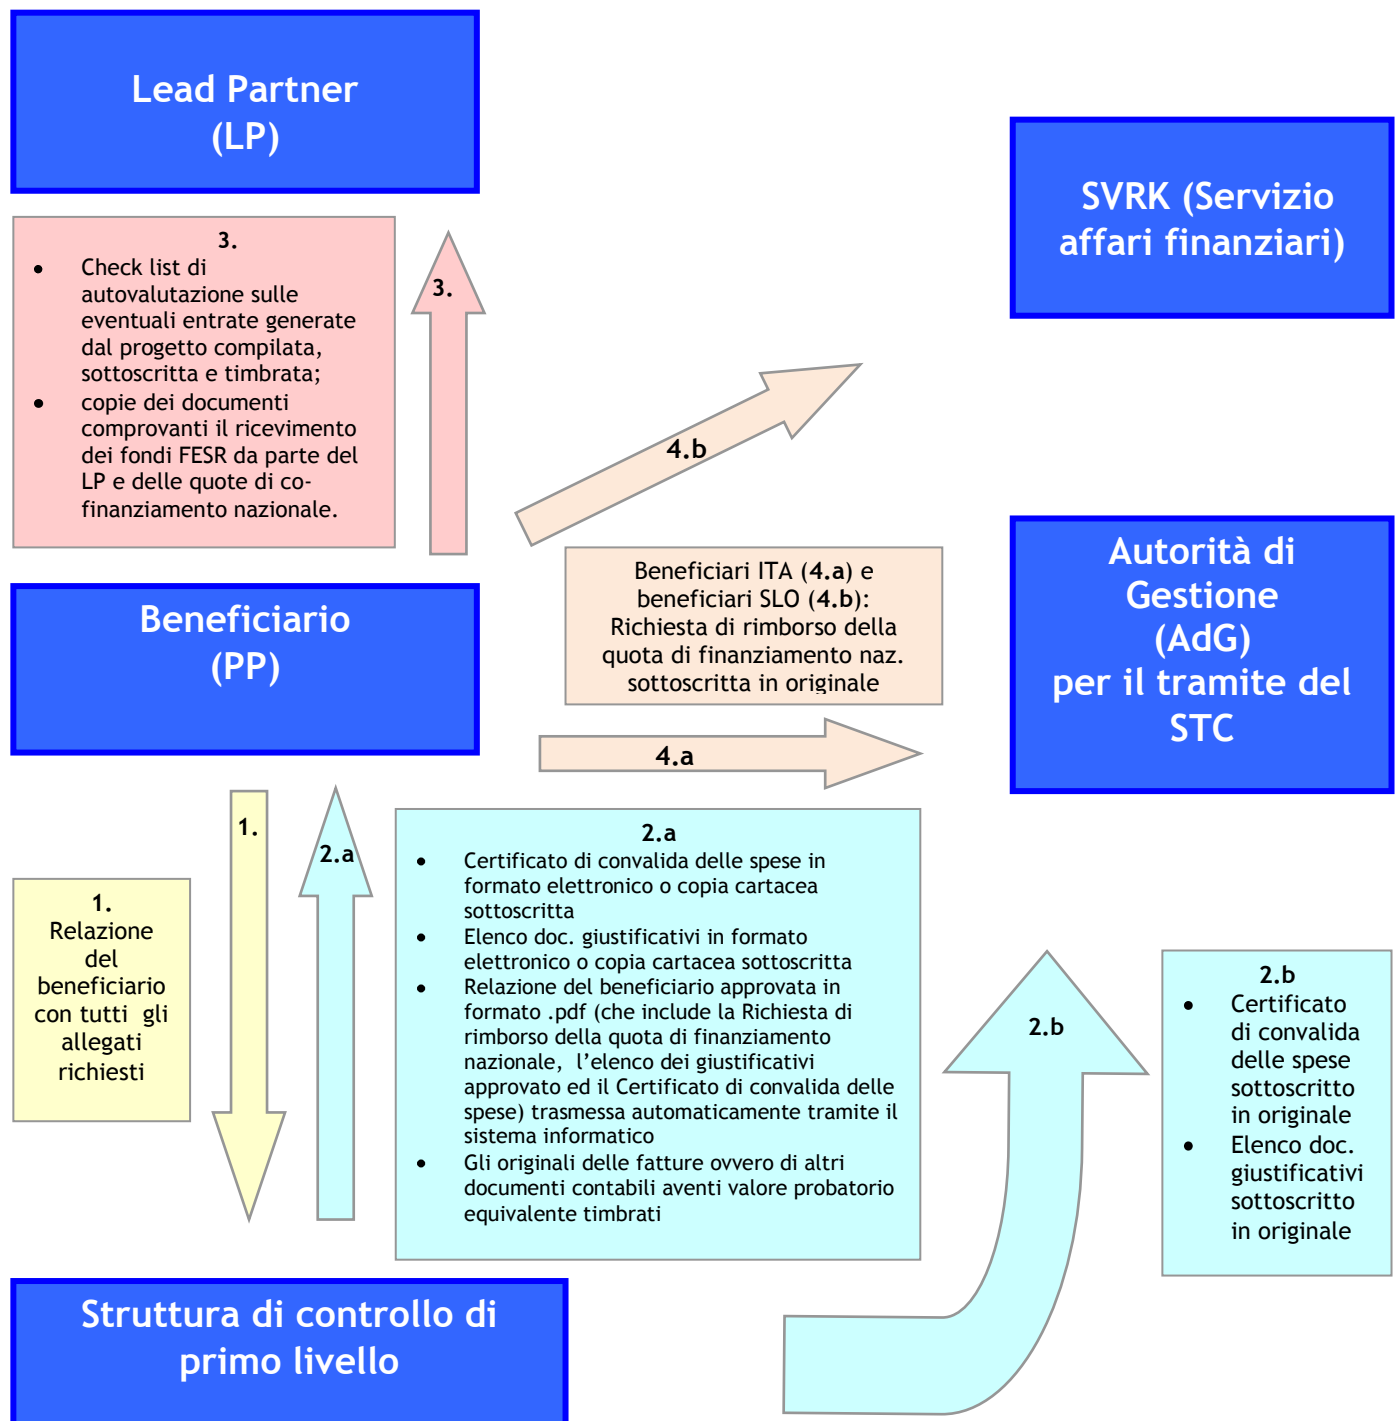 Lead Partner
(LP)
SVRK (Servizio
affari finanziari)
3.
• Check list di
autovalutazione sulle
eventuali entrate generate
dal progetto compilata,
sottoscritta e timbrata;
• copie dei documenti
comprovanti il ricevimento
dei fondi FESR da parte del
LP e delle quote di co-
finanziamento nazionale.
3.
4.b
Beneficiari ITA (4.a) e
beneficiari SLO (4.b):
Richiesta di rimborso della
quota di finanziamento naz.
sottoscritta in originale
Autorità di
Gestione
(AdG)
per il tramite del
STC
Beneficiario
(PP)
4.a
1.
2.a
1.
Relazione
del
beneficiario
con tutti gli
allegati
richiesti
2.a
• Certificato di convalida delle spese in
formato elettronico o copia cartacea
sottoscritta
• Elenco doc. giustificativi in formato
elettronico o copia cartacea sottoscritta
• Relazione del beneficiario approvata in
formato .pdf (che include la Richiesta di
rimborso della quota di finanziamento
nazionale, l’elenco dei giustificativi
approvato ed il Certificato di convalida delle
spese) trasmessa automaticamente tramite il
sistema informatico
• Gli originali delle fatture ovvero di altri
documenti contabili aventi valore probatorio
equivalente timbrati
2.b
2.b
• Certificato
di convalida
delle spese
sottoscritto
in originale
• Elenco doc.
giustificativi
sottoscritto
in originale
Struttura di controllo di
primo livello